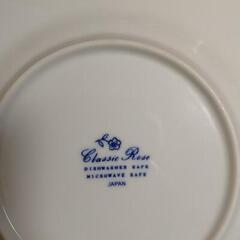 Classic Rose
DISHWASHER SAFE
MICROWAVE SAFE
JAPAN